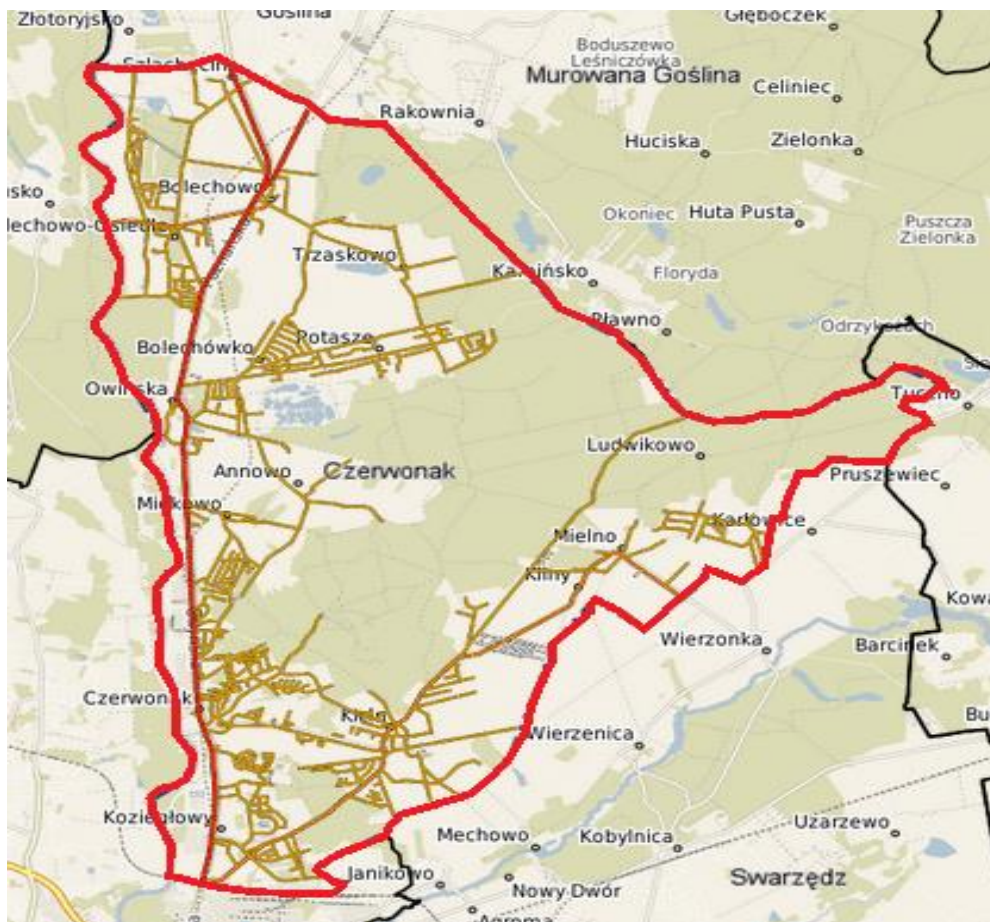 Złotoryjsko
Goślina
Głęboczek
Boduszewo
Leśniczówka
Murowana Goślina
Celiniec
Rakownia
Huciska
Zielonka
Bolechowo
Okoniec
Huta Pusta
Puszcza
Zielonka
Trzaskowo
Kamińsko
Floryda
Pławno
Bolechówko
Potasze
Owińska
Tuczno
Ludwikowo
Annowo
Czerwonak
Pruszewiec
Miękowo
Karłowice
Mielno
Kliny
Wierzonka
Barcinek
Czerwonak
Wierzenica
Koziegłowy
Mechowo
Kobylnica
Uzarzewo
Janikowo
Nowy Dwór
Swarzędz